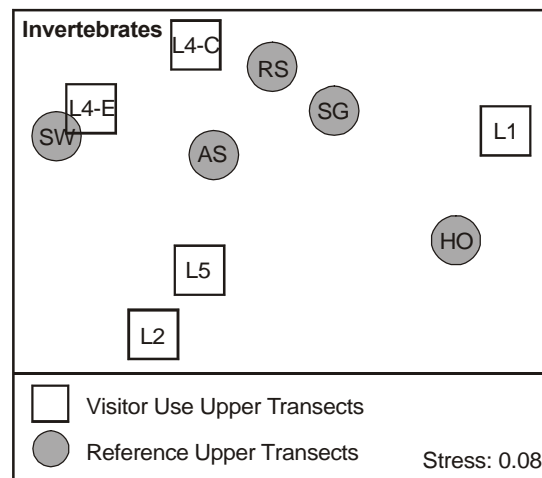 Invertebrates
L4-C
RS
L4-E
SG
SW
AS
L1
HO
L5
L2
Visitor Use Upper Transects
Reference Upper Transects
Stress: 0.08